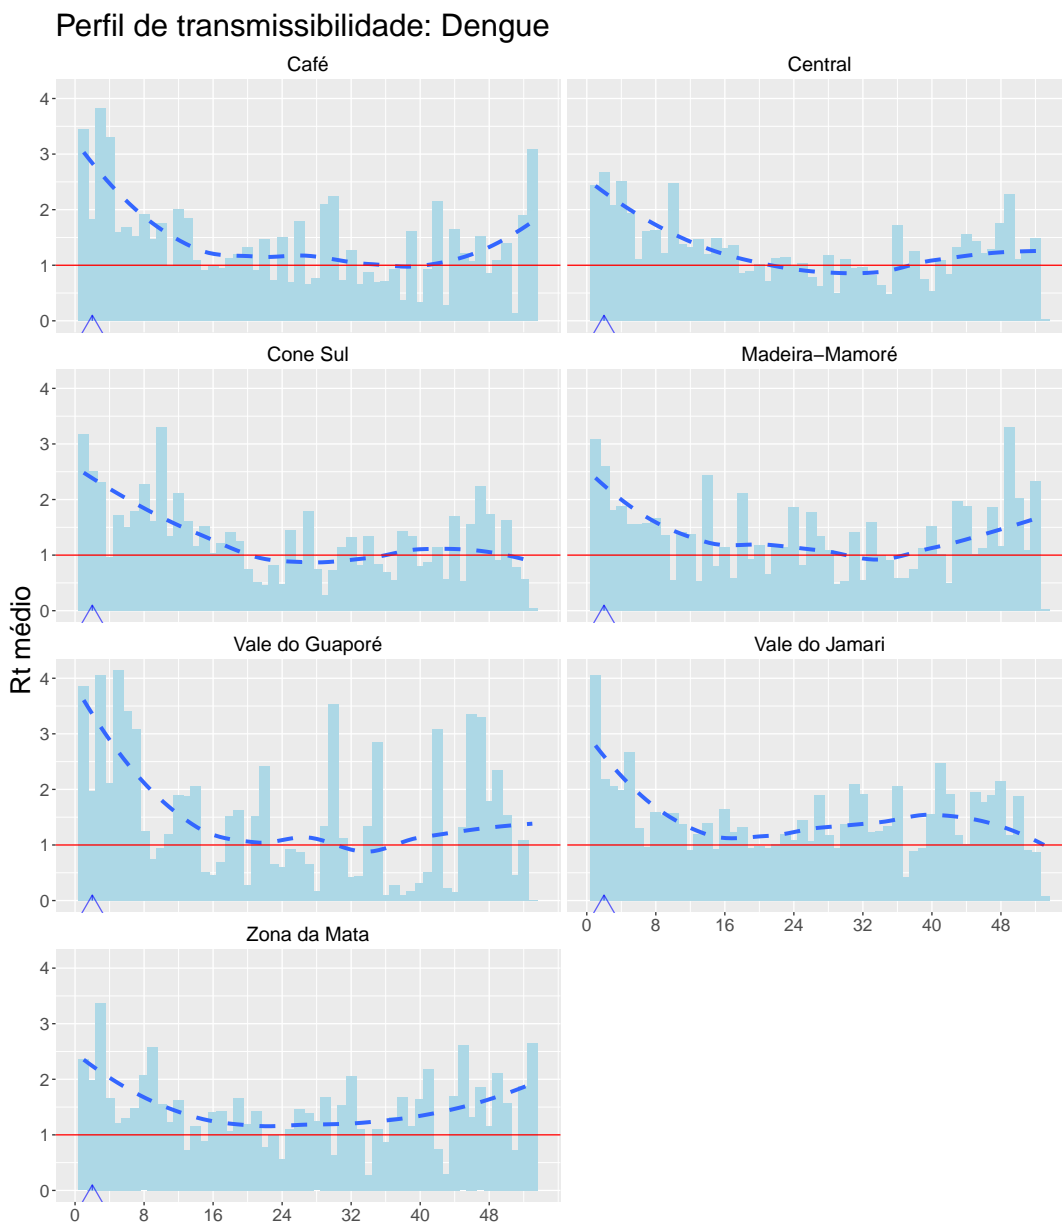 Perfil de transmissibilidade: Dengue
Café
Central
4
3
2
1
0
Cone Sul
Madeira−Mamoré
4
3
2
1
0
Rt médio
Vale do Guaporé
Vale do Jamari
4
3
2
1
0
0 8 16 24 32 40 48
Zona da Mata
4
3
2
1
0
0 8 16 24 32 40 48